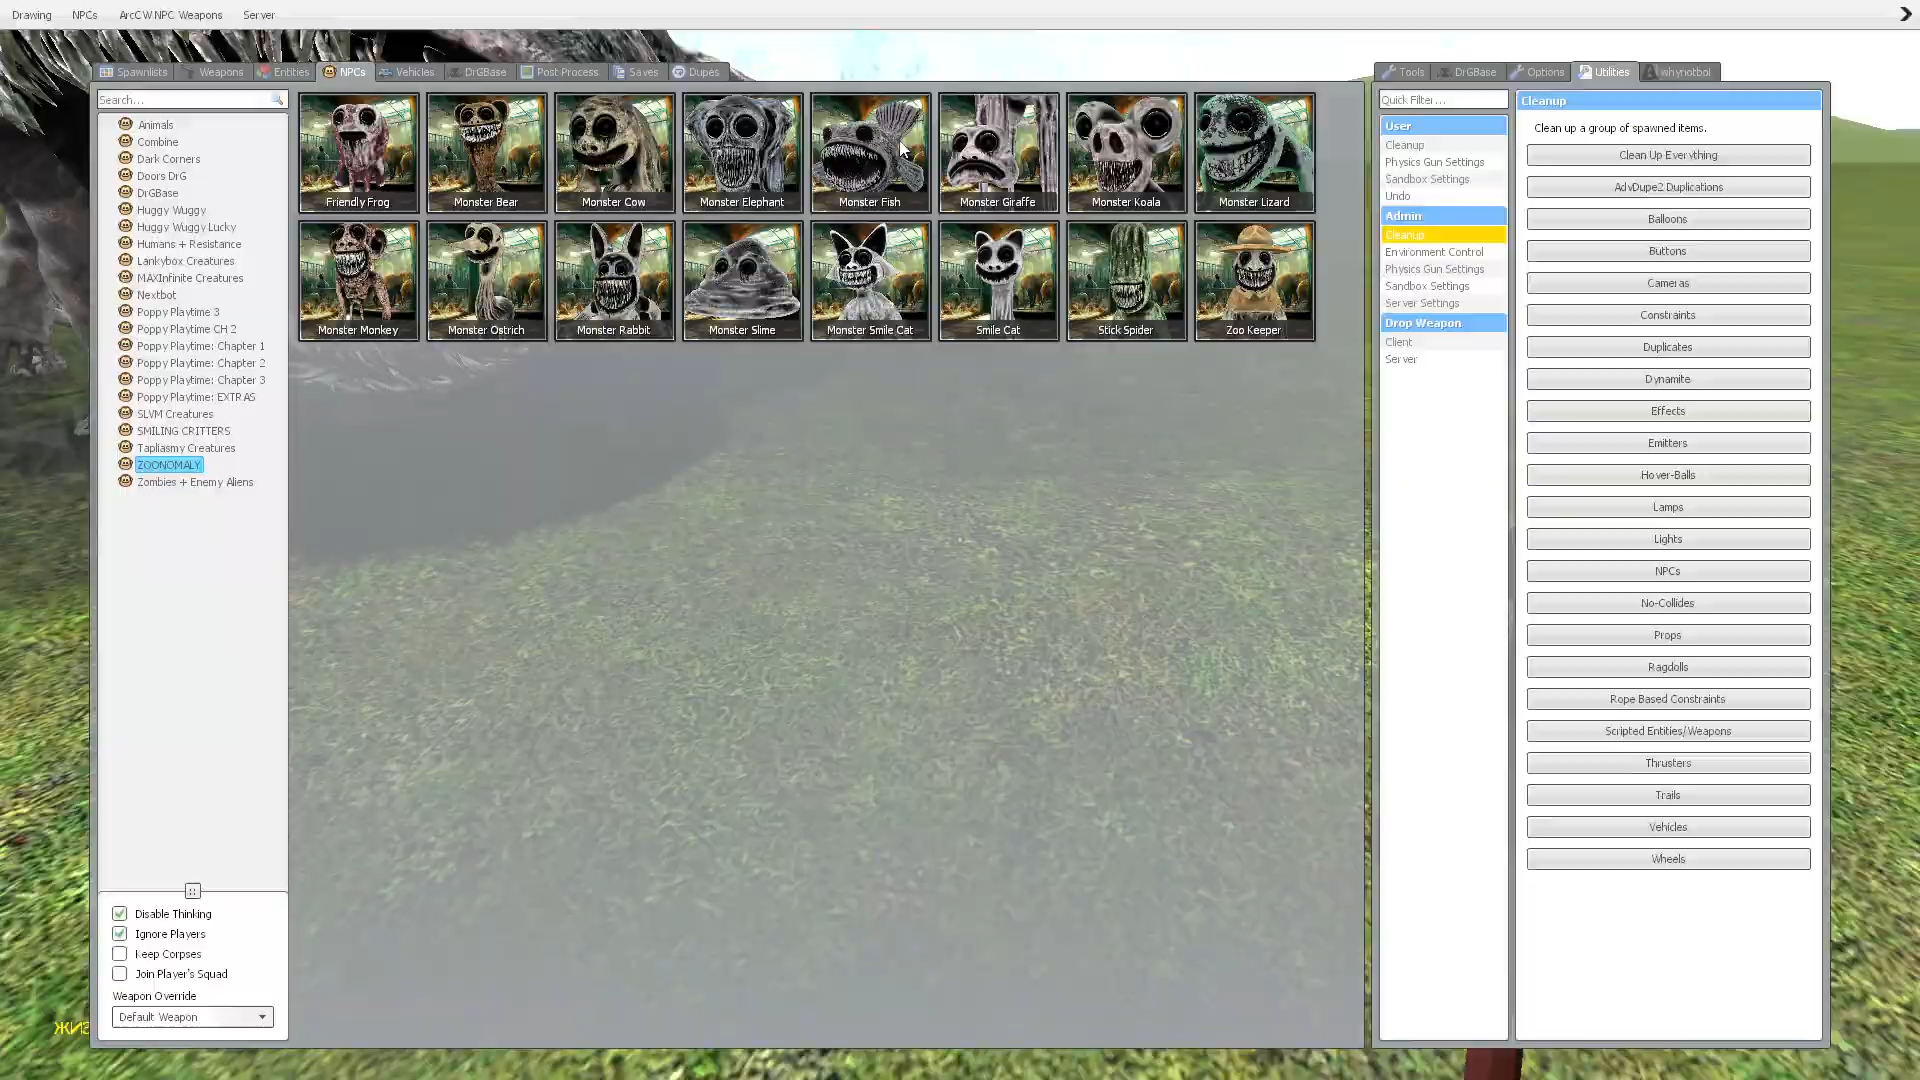 Drawing NPCs ArcCW NPC Weapons Server
Spawnlists Weapons Entities NPCs Vehicles DrGBase Post Process Saves Dupes
Search...
Animals
Combine
Dark Corners
Doors DrG
DrGBase
Huggy Wuggy
Huggy Wuggy Lucky
Humans + Resistance
Lankybox Creatures
MAXInfinite Creatures
Nextbot
Poppy Playtime 3
Poppy Playtime CH 2
Poppy Playtime: Chapter 1
Poppy Playtime: Chapter 2
Poppy Playtime: Chapter 3
Poppy Playtime: EXTRAS
SLVM Creatures
SMILING CRITTERS
Tapliasmy Creatures
ZOONOMALY
Zombies + Enemy Aliens
Disable Thinking
Ignore Players
Keep Corpses
Join Player's Squad
Weapon Override
Default Weapon
ЖИЗ
Friendly Frog Monster Bear Monster Cow Monster Elephant Monster Fish Monster Giraffe Monster Koala Monster Lizard
Monster Monkey Monster Ostrich Monster Rabbit Monster Slime Monster Smile Cat Smile Cat Stick Spider Zoo Keeper
Tools DrGBase Options Utilities whynotbol
Quick Filter...
User
Cleanup
Physics Gun Settings
Sandbox Settings
Undo
Admin
Cleanup
Environment Control
Physics Gun Settings
Sandbox Settings
Server Settings
Drop Weapon
Client
Server
Cleanup
Clean up a group of spawned items.
Clean Up Everything
AdvDupe2 Duplications
Balloons
Buttons
Cameras
Constraints
Duplicates
Dynamite
Effects
Emitters
Hover-Balls
Lamps
Lights
NPCs
No-Collides
Props
Ragdolls
Rope Based Constraints
Scripted Entities/Weapons
Thrusters
Trails
Vehicles
Wheels